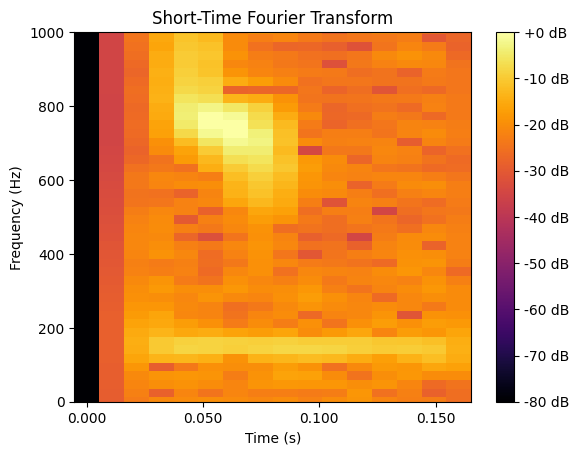 Short-Time Fourier Transform
1000
800
600
400
200
0
Frequency (Hz)
0.000
0.050
0.100
0.150
Time (s)
+0 dB
-10 dB
-20 dB
-30 dB
-40 dB
-50 dB
-60 dB
-70 dB
-80 dB